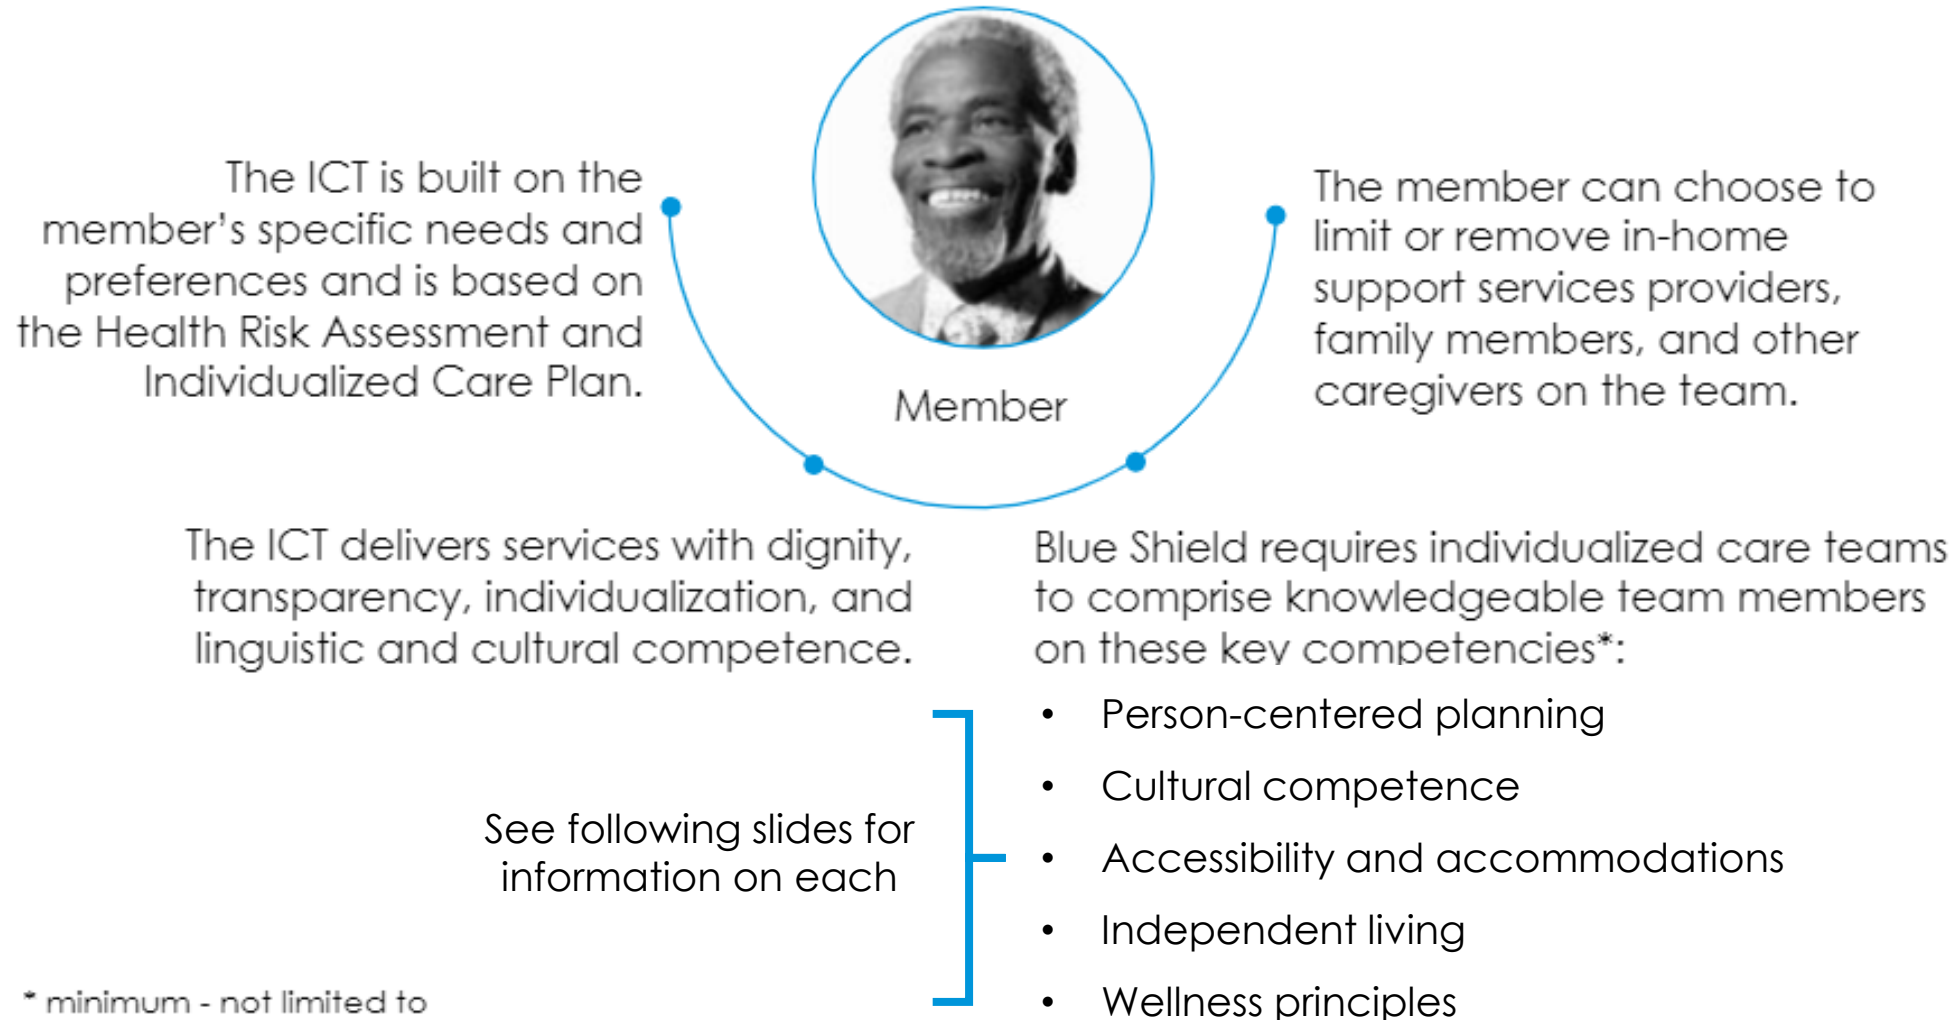 The ICT is built on the
member's specific needs and
preferences and is based on
the Health Risk Assessment and
Individualized Care Plan.
Member
The member can choose to
limit or remove in-home
support services providers,
family members, and other
caregivers on the team.
The ICT delivers services with dignity,
transparency, individualization, and
linguistic and cultural competence.
Blue Shield requires individualized care teams
to comprise knowledgeable team members
on these key competencies*:
• Person-centered planning
• Cultural competence
• Accessibility and accommodations
• Independent living
• Wellness principles
See following slides for
information on each
* minimum - not limited to